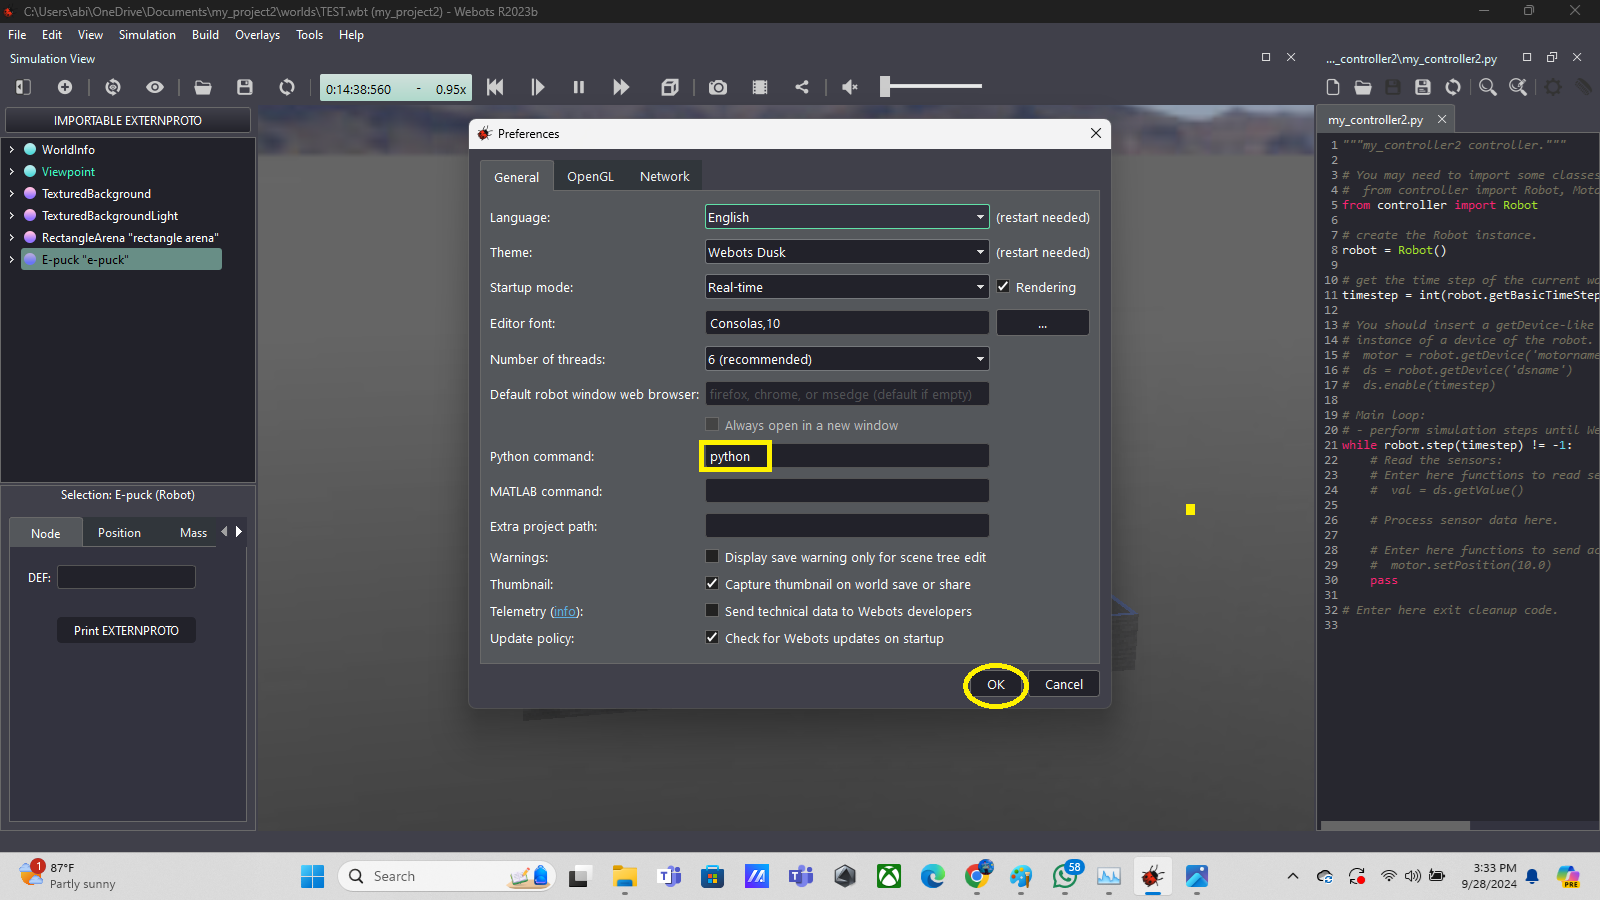 C:\Users\abi\OneDrive\Documents\my_project2\worlds\TEST.wbt (my_project2) - Webots R2023b
File Edit View Simulation Build Overlays Tools Help
Simulation View
0:14:38:560 - 0.95x
IMPORTABLE EXTERNPROTO
WorldInfo
Viewpoint
TexturedBackground
TexturedBackgroundLight
RectangleArena "rectangle arena"
E-puck "e-puck"
Selection: E-puck (Robot)
Node Position Mass
DEF:
Print EXTERNPROTO
Preferences
General OpenGL Network
Language: English (restart needed)
Theme: Webots Dusk (restart needed)
Startup mode: Real-time Rendering
Editor font: Consolas,10 ...
Number of threads: 6 (recommended)
Default robot window web browser: firefox, chrome, or msedge (default if empty)
Always open in a new window
Python command: python
MATLAB command:
Extra project path:
Warnings: Display save warning only for scene tree edit
Thumbnail: Capture thumbnail on world save or share
Telemetry (info): Send technical data to Webots developers
Update policy: Check for Webots updates on startup
OK Cancel
..._controller2\my_controller2.py
my_controller2.py
1 """my_controller2 controller."""
2
3 # You may need to import some classes
4 #  from controller import Robot, Moto
5 from controller import Robot
6
7 # create the Robot instance.
8 robot = Robot()
9
10 # get the time step of the current wo
11 timestep = int(robot.getBasicTimeStep
12
13 # You should insert a getDevice-like
14 # instance of a device of the robot.
15 #  motor = robot.getDevice('motorname
16 #  ds = robot.getDevice('dsname')
17 #  ds.enable(timestep)
18
19 # Main loop:
20 # - perform simulation steps until We
21 while robot.step(timestep) != -1:
22     # Read the sensors:
23     # Enter here functions to read se
24     #  val = ds.getValue()
25
26     # Process sensor data here.
27
28     # Enter here functions to send ac
29     #  motor.setPosition(10.0)
30     pass
31
32 # Enter here exit cleanup code.
33
1
87°F
Partly sunny
Search
58
3:33 PM
9/28/2024
PRE